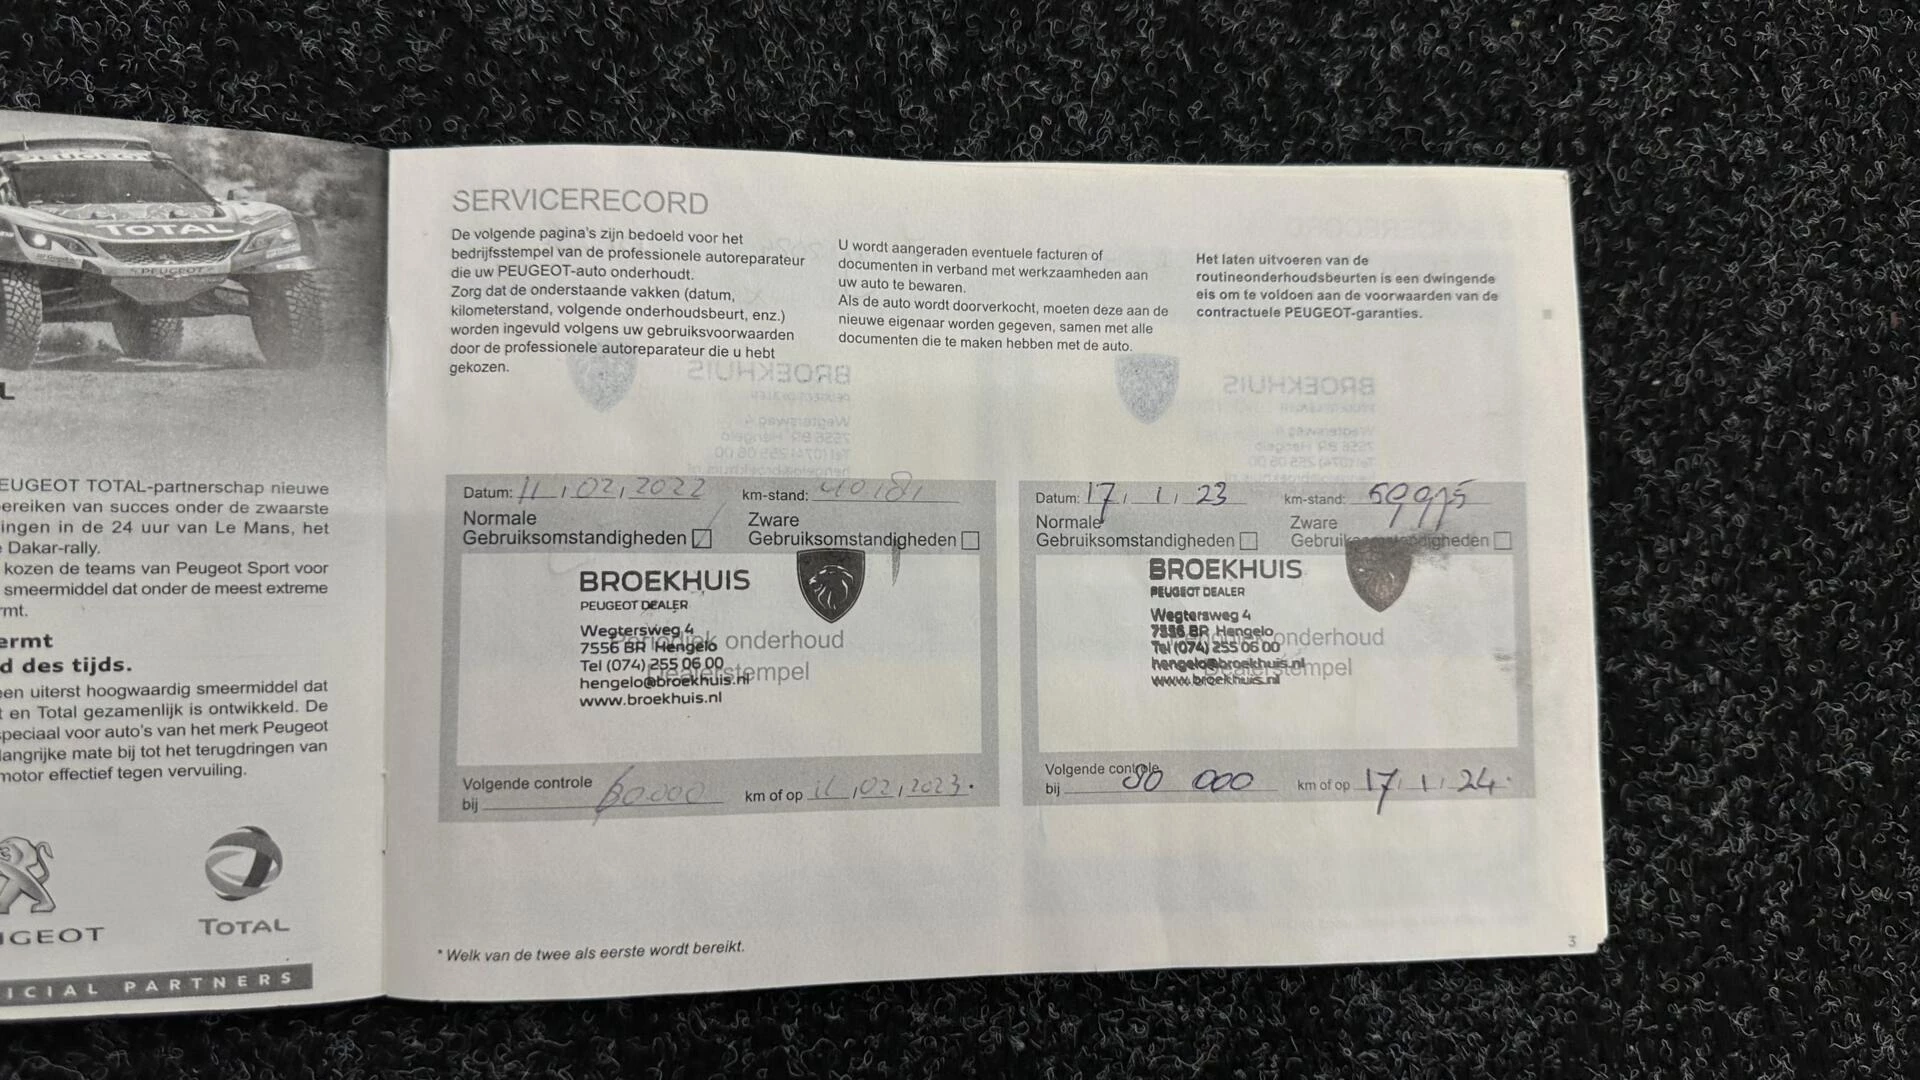 PEUGEOT
TOTAL
PEUGEOT
L
EUGEOT TOTAL-partnerschap nieuwe
ereiken van succes onder de zwaarste
ingen in de 24 uur van Le Mans, het
Dakar-rally.
kozen de teams van Peugeot Sport voor
smeermiddel dat onder de meest extreme
rmt.
ermt
d des tijds.
een uiterst hoogwaardig smeermiddel dat
t en Total gezamenlijk is ontwikkeld. De
speciaal voor auto's van het merk Peugeot
langrijke mate bij tot het terugdringen van
motor effectief tegen vervuiling.
IGEOT
TOTAL
ICIAL PARTNERS
SERVICERECORD
De volgende pagina's zijn bedoeld voor het
bedrijfsstempel van de professionele autoreparateur
die uw PEUGEOT-auto onderhoudt.
Zorg dat de onderstaande vakken (datum,
kilometerstand, volgende onderhoudsbeurt, enz.)
worden ingevuld volgens uw gebruiksvoorwaarden
door de professionele autoreparateur die u hebt
gekozen.
U wordt aangeraden eventuele facturen of
documenten in verband met werkzaamheden aan
uw auto te bewaren.
Als de auto wordt doorverkocht, moeten deze aan de
nieuwe eigenaar worden gegeven, samen met alle
documenten die te maken hebben met de auto.
Het laten uitvoeren van de
routineonderhoudsbeurten is een dwingende
eis om te voldoen aan de voorwaarden van de
contractuele PEUGEOT-garanties.
Datum: 11, 02, 2022 km-stand: 40181
Normale Zware
Gebruiksomstandigheden Gebruiksomstandigheden
BROEKHUIS
PEUGEOT DEALER
Wegtersweg 4
7556 BR Hengelo
Tel (074) 255 06 00
hengelo@broekhuis.nl
www.broekhuis.nl
Periodiek onderhoud
Dealerstempel
Volgende controle
bij 60.000 km of op 11, 02, 2023.
Datum: 17, 1, 23 km-stand: 59975
Normale Zware
Gebruiksomstandigheden Gebruiksomstandigheden
BROEKHUIS
PEUGEOT DEALER
Wegtersweg 4
7556 BR Hengelo
Tel (074) 255 06 00
hengelo@broekhuis.nl
www.broekhuis.nl
onderhoud
Dealerstempel
Volgende controle
bij 80 000 km of op 17, 1, 24.
* Welk van de twee als eerste wordt bereikt.
3